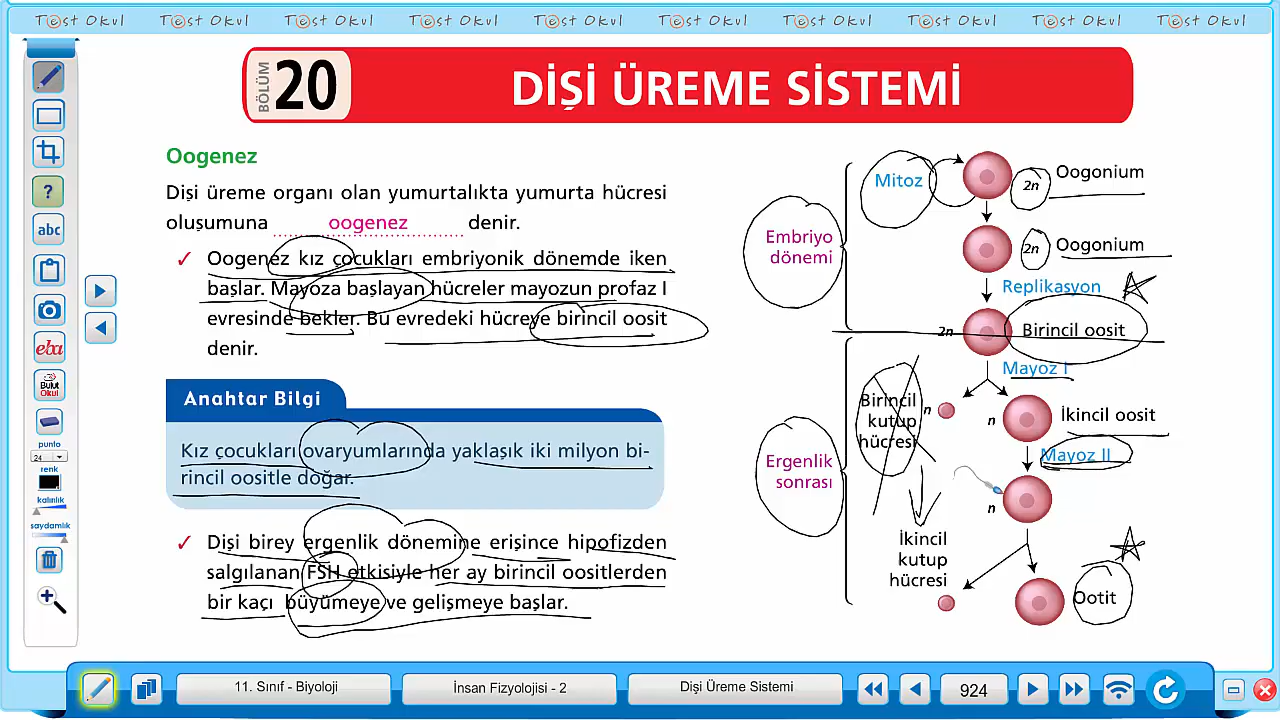 Test Okul Test Okul Test Okul Test Okul Test Okul Test Okul Test Okul Test Okul Test Okul Test Okul
BÖLÜM 20
DİŞİ ÜREME SİSTEMİ
Oogenez
Dişi üreme organı olan yumurtalıkta yumurta hücresi
oluşumuna oogenez denir.
✓ Oogenez kız çocukları embriyonik dönemde iken
başlar. Mayoza başlayan hücreler mayozun profaz I
evresinde bekler. Bu evredeki hücreye birincil oosit
denir.
Anahtar Bilgi
Kız çocukları ovaryumlarında yaklaşık iki milyon bi-
rincil oositle doğar.
✓ Dişi birey ergenlik dönemine erişince hipofizden
salgılanan FSH etkisiyle her ay birincil oositlerden
bir kaçı büyümeye ve gelişmeye başlar.
Embriyo
dönemi
Mitoz
2n
Oogonium
2n
Oogonium
Replikasyon
2n
Birincil oosit
Mayoz I
Ergenlik
sonrası
Birincil
kutup
hücresi
n
n
İkincil oosit
Mayoz II
n
İkincil
kutup
hücresi
Ootit
?
abc
eba
Bulut
Okul
punto
24
renk
kalınlık
saydamlık
11. Sınıf - Biyoloji
İnsan Fizyolojisi - 2
Dişi Üreme Sistemi
924